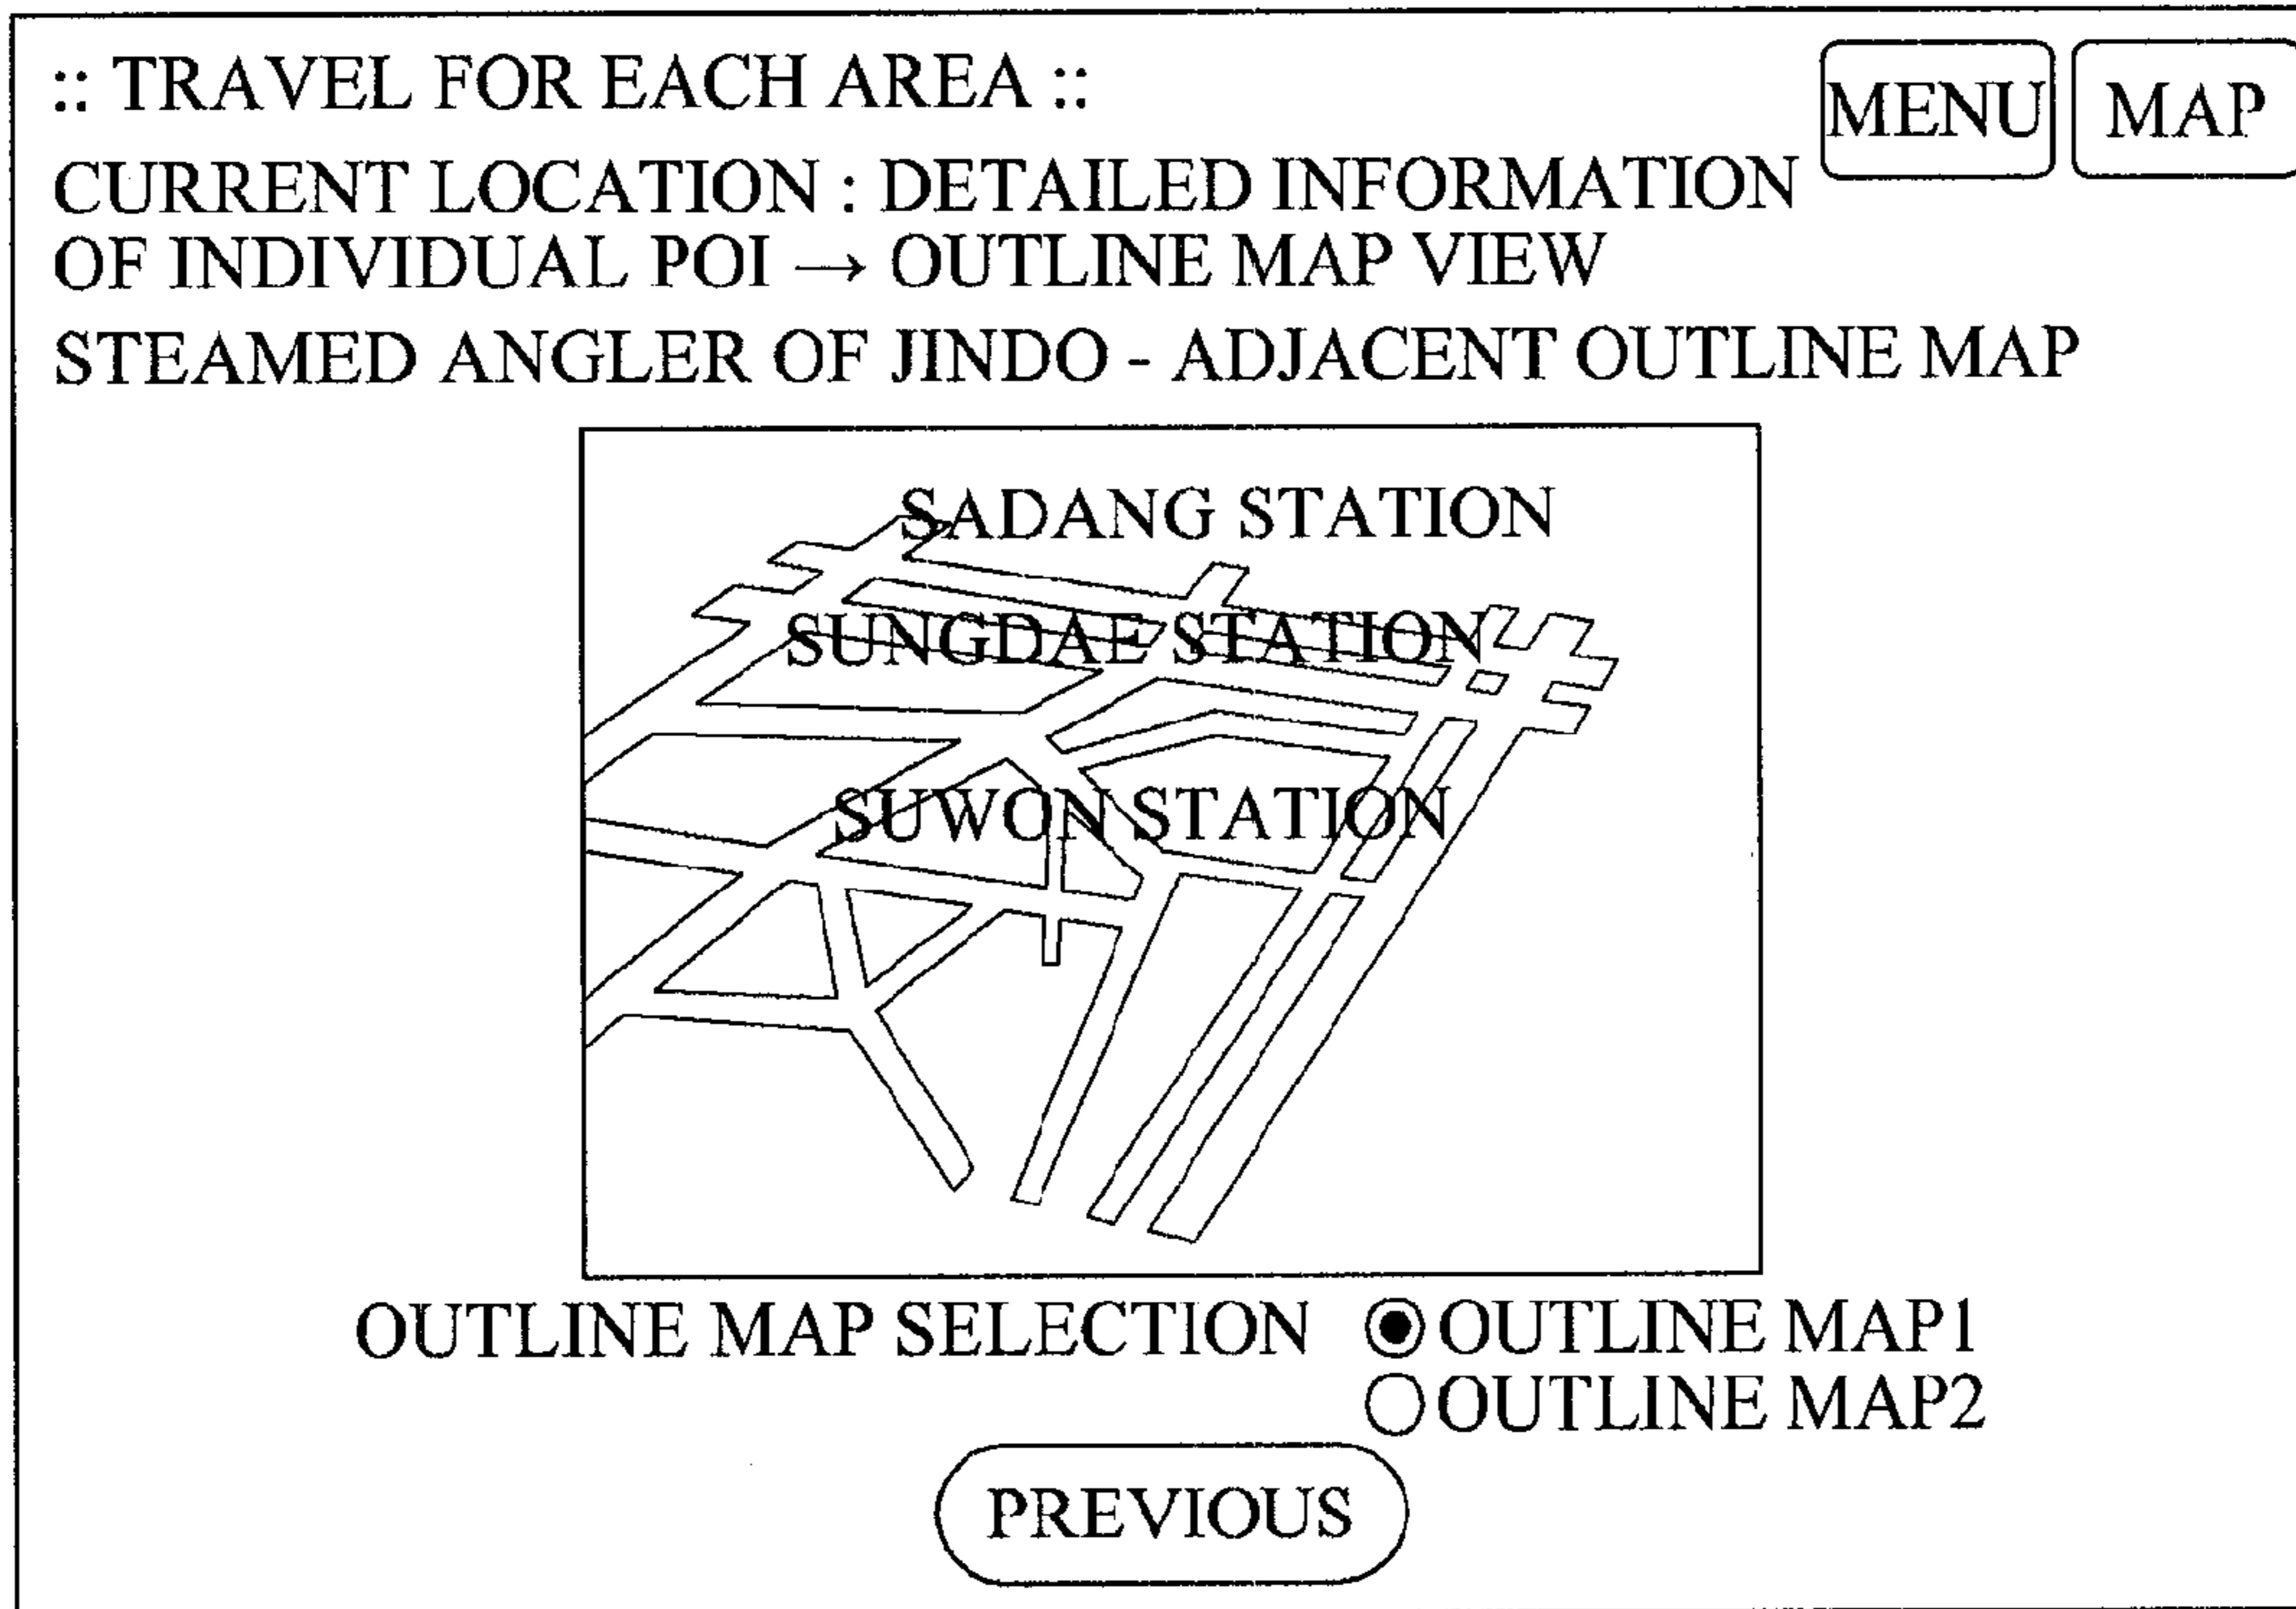 :: TRAVEL FOR EACH AREA ::
MENU
MAP
CURRENT LOCATION : DETAILED INFORMATION
OF INDIVIDUAL POI → OUTLINE MAP VIEW
STEAMED ANGLER OF JINDO - ADJACENT OUTLINE MAP
SADANG STATION
SUNGDAE STATION
SUWON STATION
OUTLINE MAP SELECTION ◉ OUTLINE MAP1
○ OUTLINE MAP2
PREVIOUS